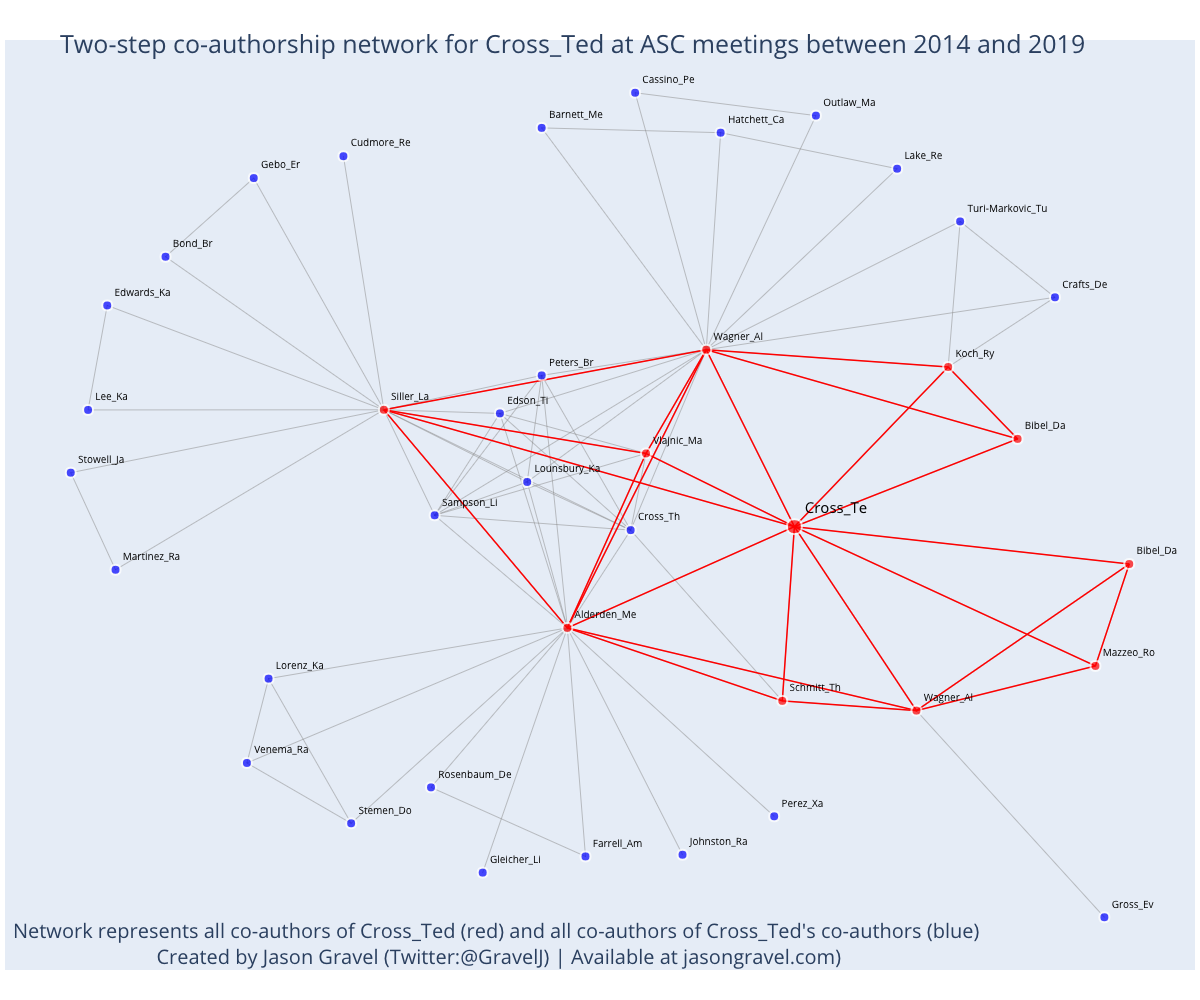 Two-step co-authorship network for Cross_Ted at ASC meetings between 2014 and 2019
Cassino_Pe
Outlaw_Ma
Barnett_Me
Hatchett_Ca
Cudmore_Re
Lake_Re
Gebo_Er
Turi-Markovic_Tu
Bond_Br
Crafts_De
Edwards_Ka
Wagner_Al
Koch_Ry
Peters_Br
Lee_Ka
Siller_La
Edson_Ti
Bibel_Da
Vlajnic_Ma
Stowell_Ja
Lounsbury_Ka
Sampson_Li
Cross_Te
Cross_Th
Martinez_Ra
Bibel_Da
Alderden_Me
Mazzeo_Ro
Lorenz_Ka
Schmitt_Th
Wagner_Al
Venema_Ra
Rosenbaum_De
Perez_Xa
Stemen_Do
Farrell_Am
Johnston_Ra
Gleicher_Li
Gross_Ev
Network represents all co-authors of Cross_Ted (red) and all co-authors of Cross_Ted's co-authors (blue)
Created by Jason Gravel (Twitter:@GravelJ) | Available at jasongravel.com)